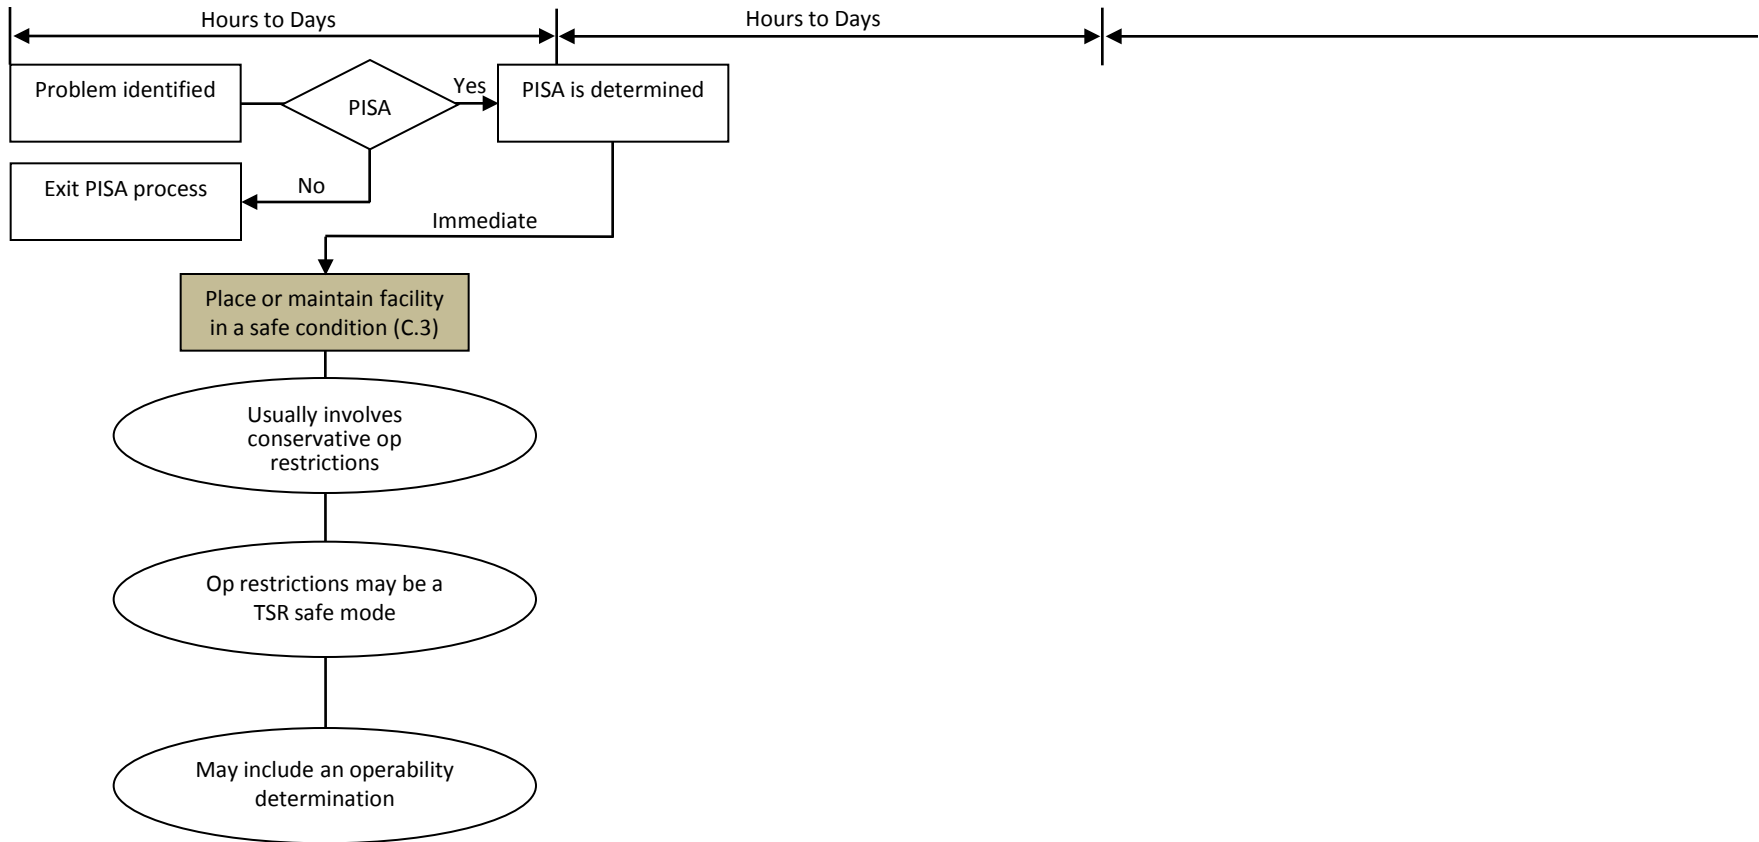 Hours to Days
Hours to Days
Problem identified
PISA
Yes
PISA is determined
Exit PISA process
No
Immediate
Place or maintain facility
in a safe condition (C.3)
Usually involves
conservative op
restrictions
Op restrictions may be a
TSR safe mode
May include an operability
determination